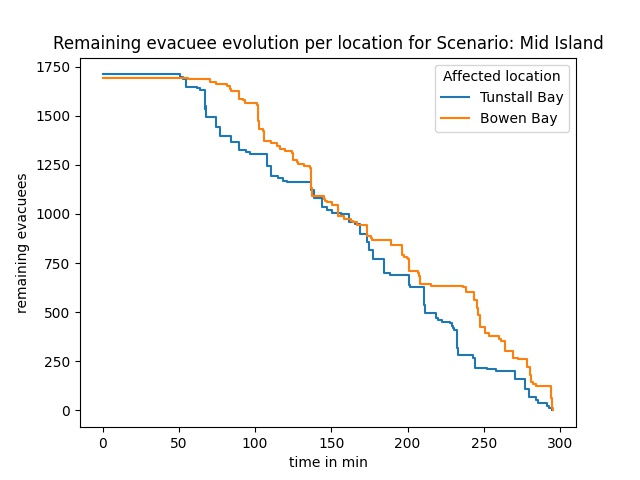 Remaining evacuee evolution per location for Scenario: Mid Island
1750
1500
1250
1000
750
500
250
0
remaining evacuees
Affected location
Tunstall Bay
Bowen Bay
0 50 100 150 200 250 300
time in min